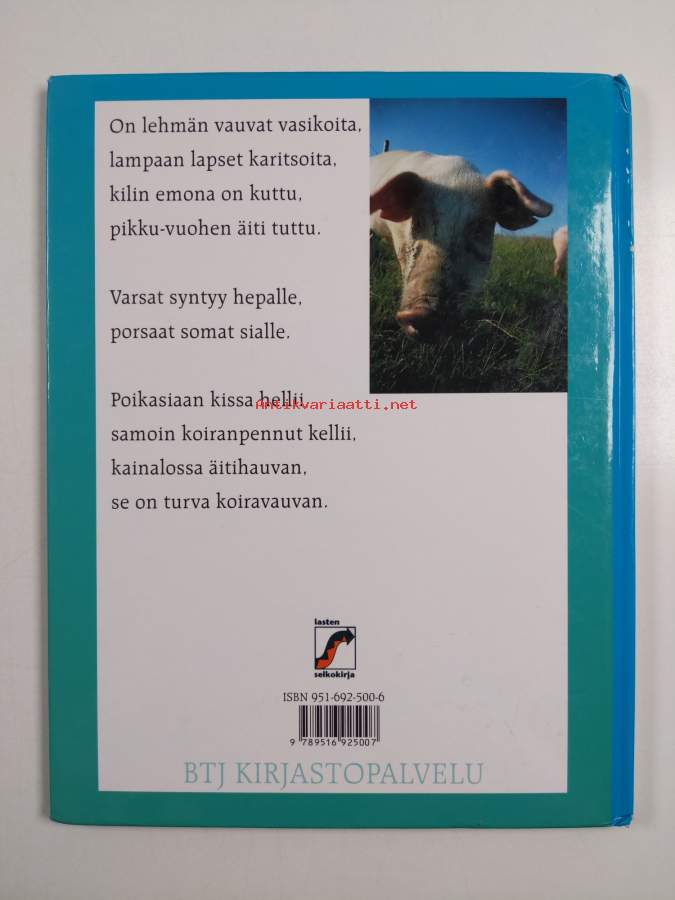 On lehmän vauvat vasikoita,
lampaan lapset karitsoita,
kilin emona on kuttu,
pikku-vuohen äiti tuttu.
Varsat syntyy hepalle,
porsaat somat sialle.
Poikasiaan kissa hellii,
Antikvariaatti.net
samoin koiranpennut kellii,
kainalossa äitihauvan,
se on turva koiravauvan.
lasten
selkokirja
ISBN 951-692-500-6
9 789516 925007
BTJ KIRJASTOPALVELU